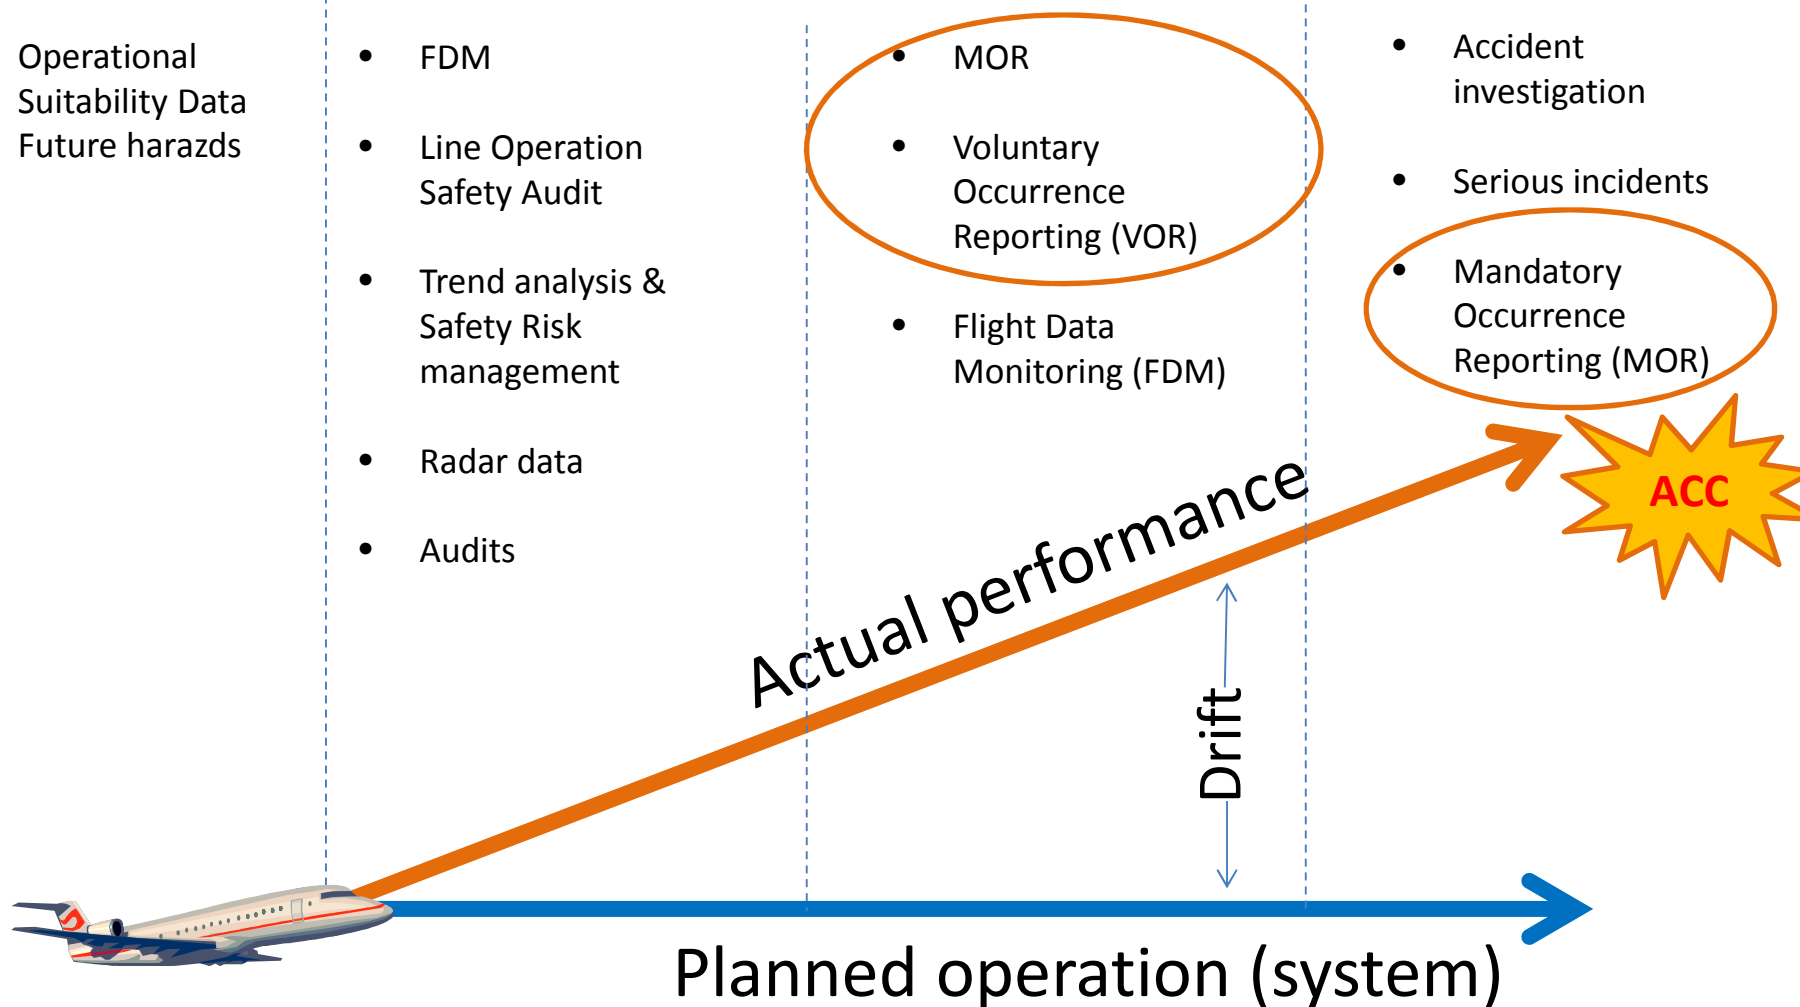 Operational
Suitability Data
Future harazds
• FDM
• Line Operation
Safety Audit
• Trend analysis &
Safety Risk
management
• Radar data
• Audits
• MOR
• Voluntary
Occurrence
Reporting (VOR)
• Flight Data
Monitoring (FDM)
• Accident
investigation
• Serious incidents
• Mandatory
Occurrence
Reporting (MOR)
ACC
Actual performance
Drift
Planned operation (system)